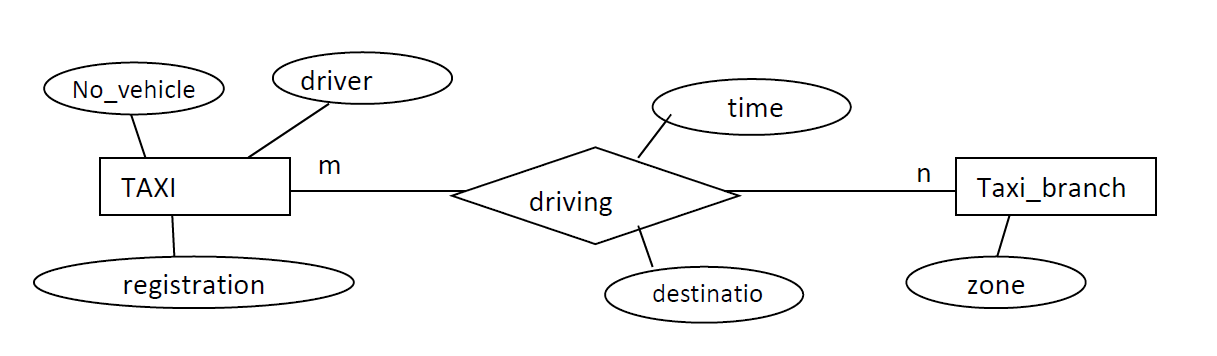 No_vehicle
driver
time
TAXI
m
driving
n
Taxi_branch
registration
destinatio
zone